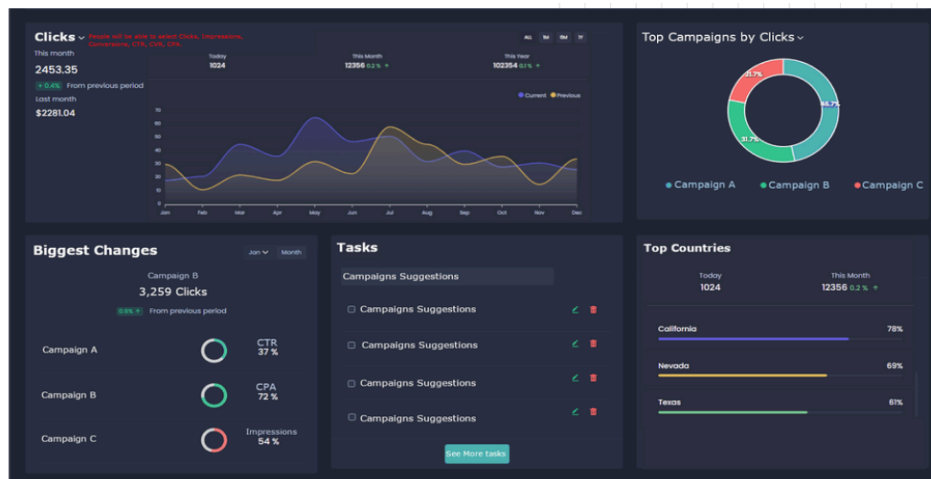 Clicks
People will be able to select Clicks, Impressions,
Conversions, CTR, CVR, CPA
This month
2453.35
+ 0.4% From previous period
Last month
$2281.04
ALL 1M 6M 1Y
Today
1024
This Month
12356 0.2 % ↑
This Year
102354 0.1 % ↑
Current Previous
70
60
50
40
30
20
10
0
Jan Feb Mar Apr May Jun Jul Aug Sep Oct Nov Dec
Top Campaigns by Clicks
31.7%
46.7%
31.7%
Campaign A Campaign B Campaign C
Biggest Changes
Jan Month
Campaign B
3,259 Clicks
0.6% ↑ From previous period
Campaign A
CTR
37 %
Campaign B
CPA
72 %
Campaign C
Impressions
54 %
Tasks
Campaigns Suggestions
Campaigns Suggestions
Campaigns Suggestions
Campaigns Suggestions
Campaigns Suggestions
See More tasks
Top Countries
Today
1024
This Month
12356 0.2 % ↑
California 78%
Nevada 69%
Texas 61%